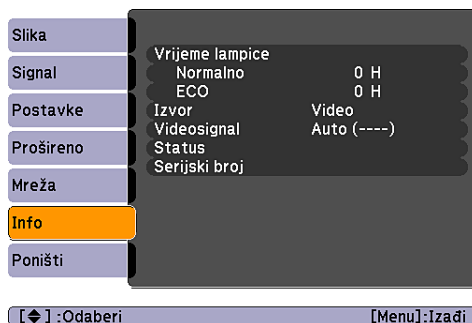 Slika
Signal
Postavke
Prošireno
Mreža
Info
Poništi
Vrijeme lampice
Normalno 0 H
ECO 0 H
Izvor Video
Videosignal Auto (----)
Status
Serijski broj
[◆] :Odaberi [Menu]:Izađi